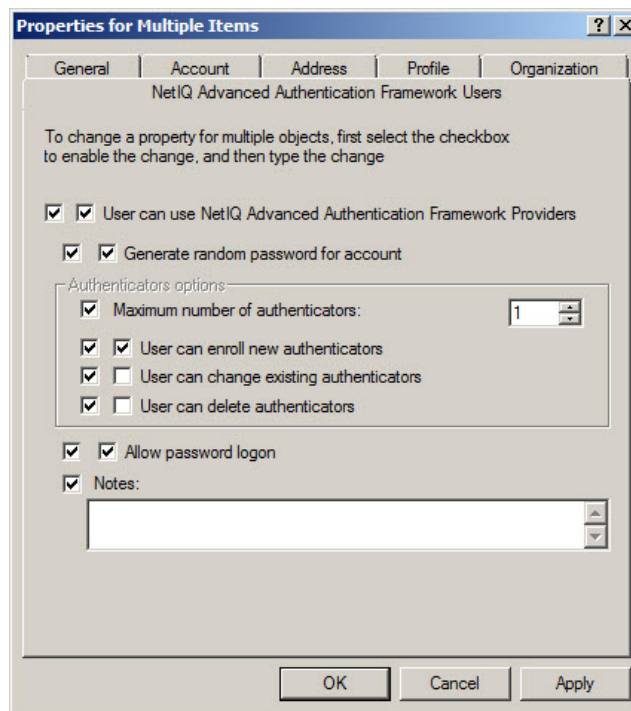 Properties for Multiple Items
General Account Address Profile Organization
NetIQ Advanced Authentication Framework Users
To change a property for multiple objects, first select the checkbox
to enable the change, and then type the change
User can use NetIQ Advanced Authentication Framework Providers
Generate random password for account
Authenticators options
Maximum number of authenticators: 1
User can enroll new authenticators
User can change existing authenticators
User can delete authenticators
Allow password logon
Notes:
OK Cancel Apply